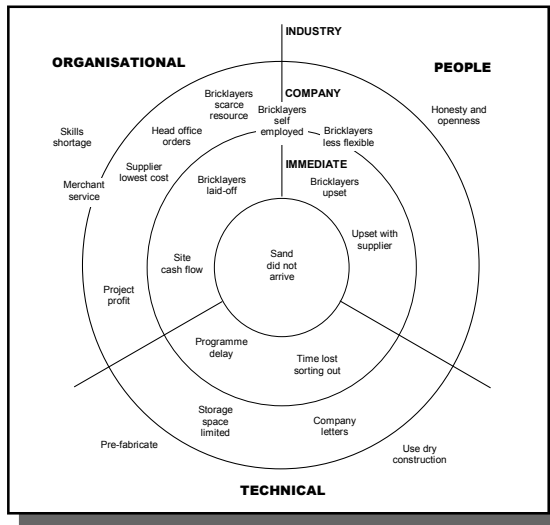 INDUSTRY
ORGANISATIONAL
PEOPLE
COMPANY
Bricklayers
scarce
resource
Bricklayers
self
employed
Honesty and
openness
Skills
shortage
Head office
orders
Bricklayers
less flexible
Supplier
lowest cost
IMMEDIATE
Merchant
service
Bricklayers
laid-off
Bricklayers
upset
Upset with
supplier
Site
cash flow
Sand
did not
arrive
Project
profit
Programme
delay
Time lost
sorting out
Storage
space
limited
Company
letters
Pre-fabricate
Use dry
construction
TECHNICAL